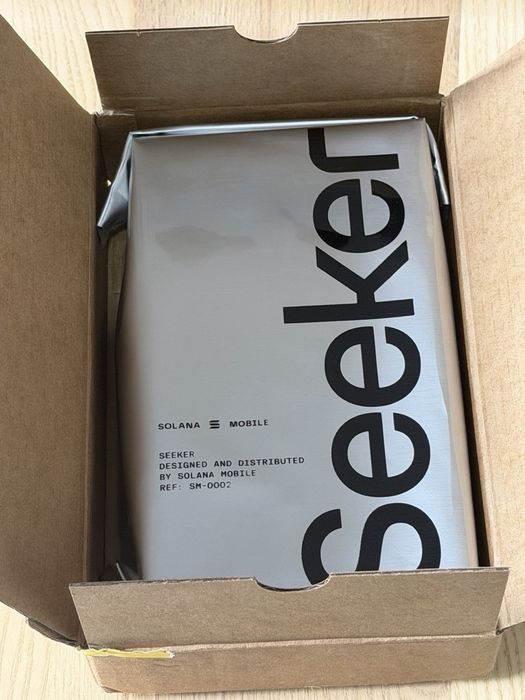 Seeker
SOLANA MOBILE
SEEKER
DESIGNED AND DISTRIBUTED
BY SOLANA MOBILE
REF: SM-0002